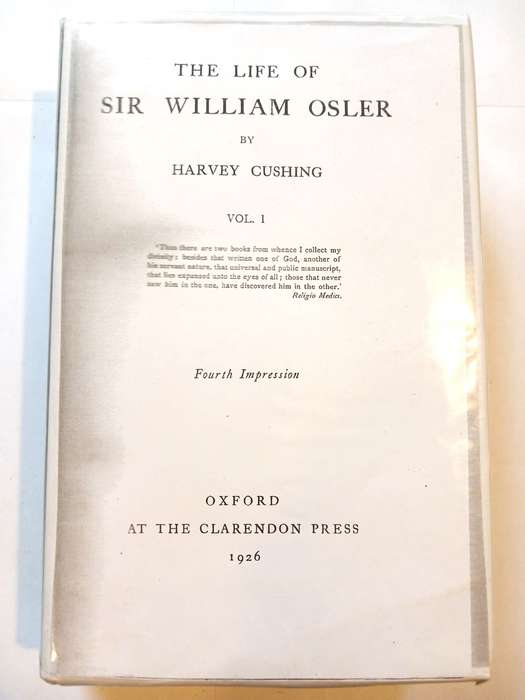 THE LIFE OF
SIR WILLIAM OSLER
BY
HARVEY CUSHING
VOL. I
'Thus there are two books from whence I collect my
divinity; besides that written one of God, another of
his servant nature, that universal and public manuscript,
that lies expansed unto the eyes of all; those that never
saw him in the one, have discovered him in the other.'
Religio Medici.
Fourth Impression
OXFORD
AT THE CLARENDON PRESS
1926